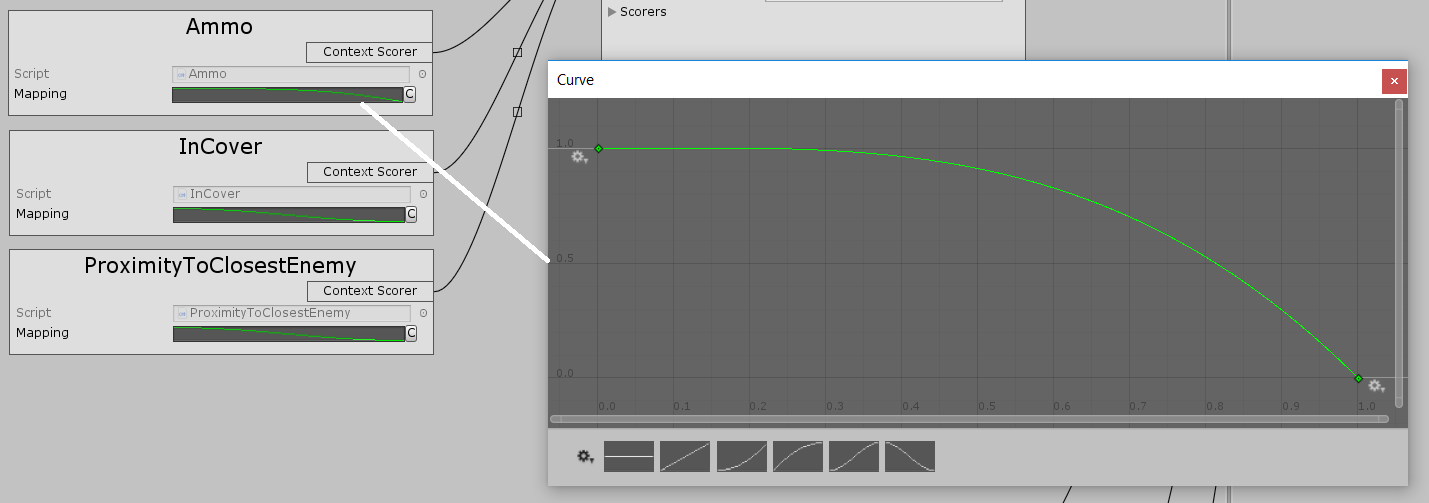 Ammo
Context Scorer
Script Ammo
Mapping C
InCover
Context Scorer
Script InCover
Mapping C
ProximityToClosestEnemy
Context Scorer
Script ProximityToClosestEnemy
Mapping C
Scorers
Curve
1.0
0.5
0.0
0.0 0.1 0.2 0.3 0.4 0.5 0.6 0.7 0.8 0.9 1.0